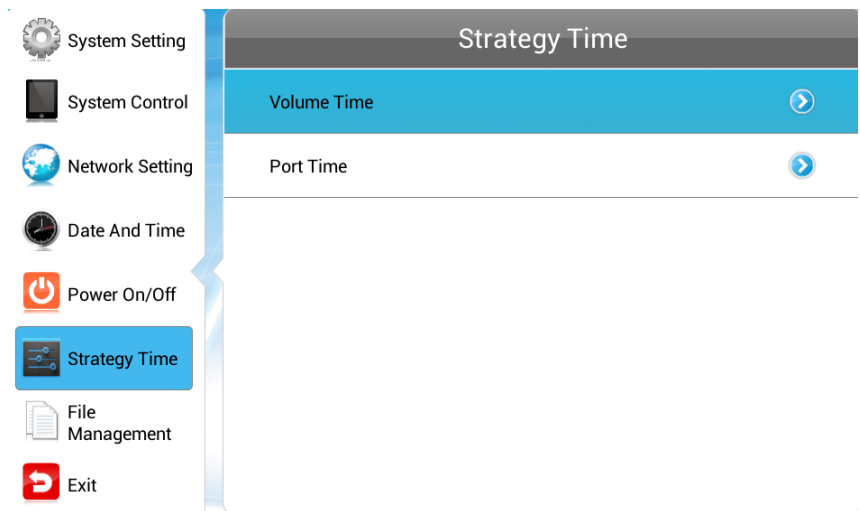 System Setting
System Control
Network Setting
Date And Time
Power On/Off
Strategy Time
File
Management
Exit
Strategy Time
Volume Time
Port Time